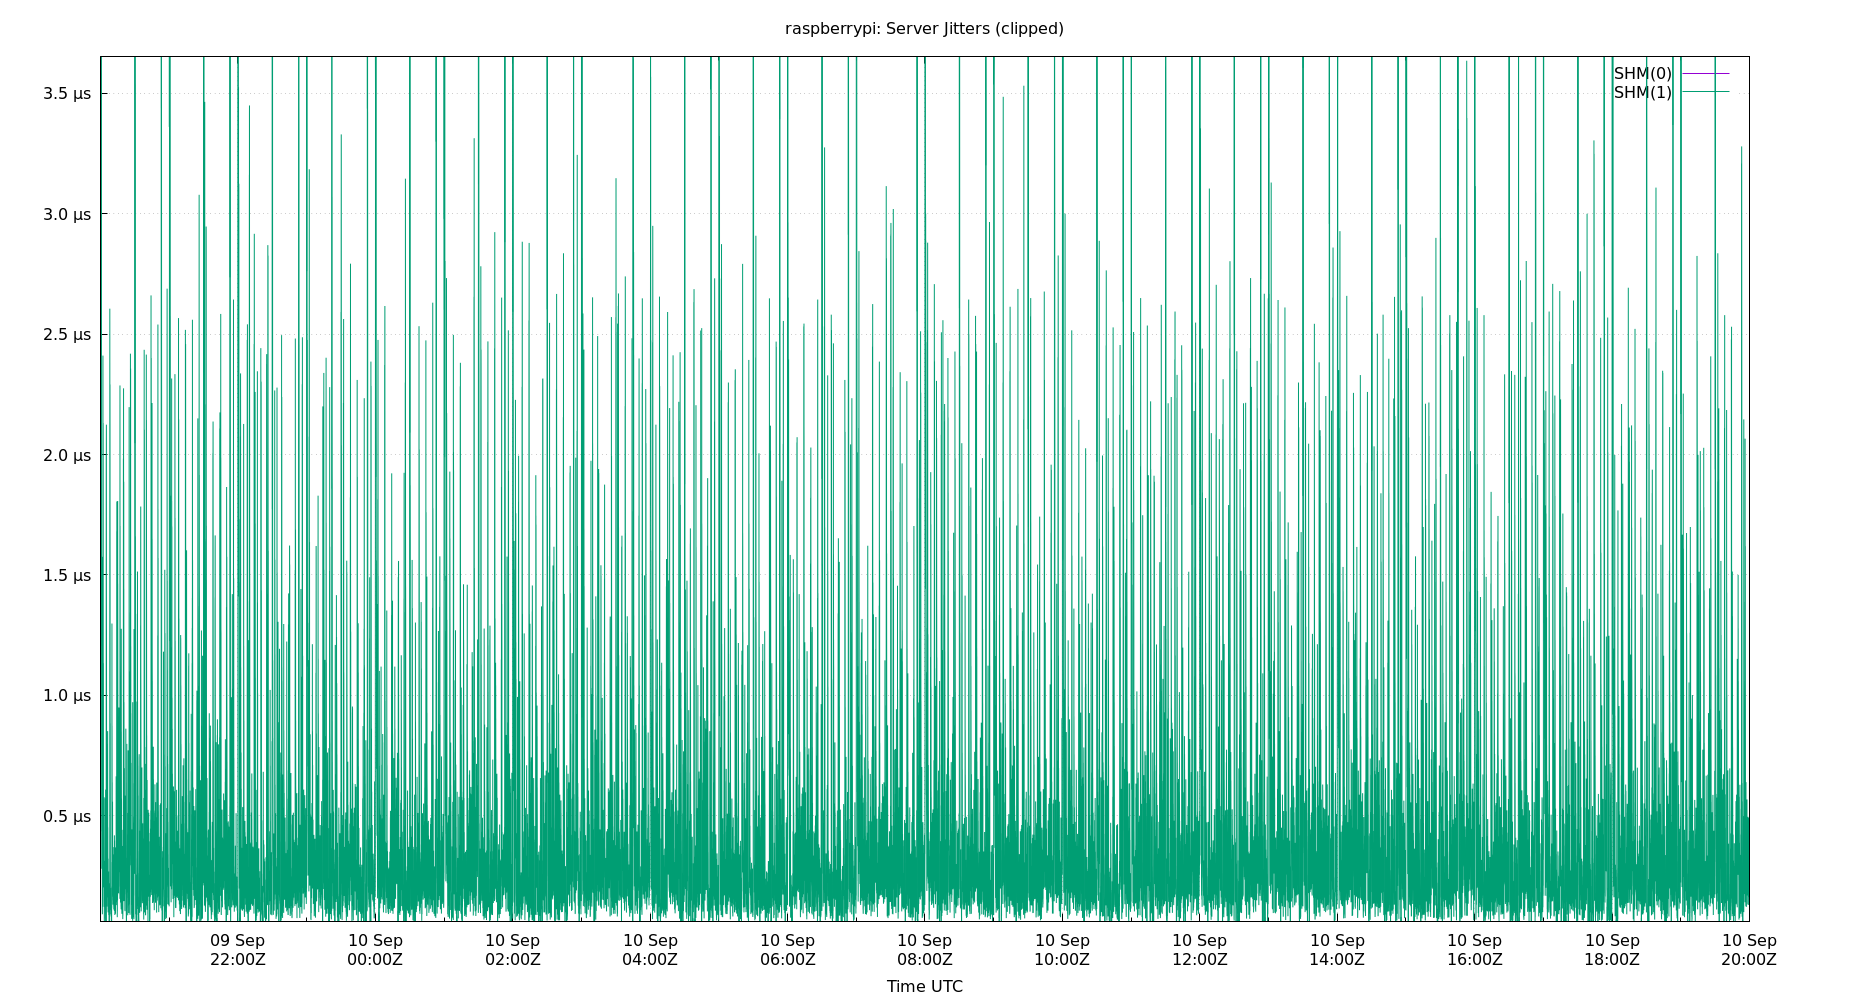 raspberrypi: Server Jitters (clipped)
SHM(0)
SHM(1)
3.5 µs
3.0 µs
2.5 µs
2.0 µs
1.5 µs
1.0 µs
0.5 µs
09 Sep 10 Sep 10 Sep 10 Sep 10 Sep 10 Sep 10 Sep 10 Sep 10 Sep 10 Sep 10 Sep 10 Sep
22:00Z 00:00Z 02:00Z 04:00Z 06:00Z 08:00Z 10:00Z 12:00Z 14:00Z 16:00Z 18:00Z 20:00Z
Time UTC